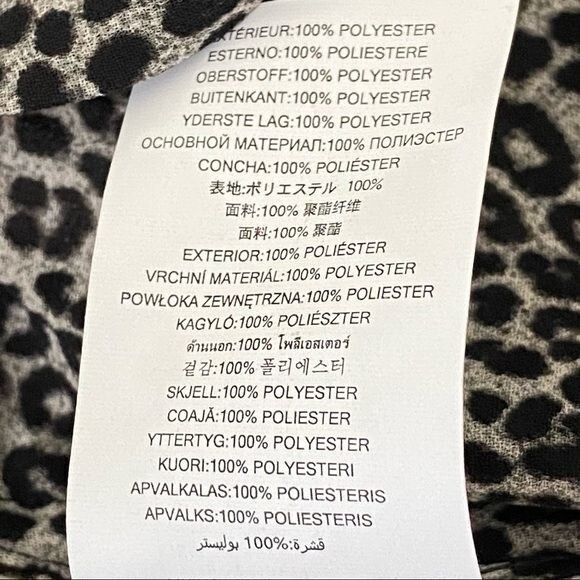 XTÉRIEUR:100% POLYESTER
ESTERNO:100% POLIESTERE
OBERSTOFF:100% POLYESTER
BUITENKANT:100% POLYESTER
YDERSTE LAG:100% POLYESTER
ОСНОВНОЙ МАТЕРИАЛ:100% ПОЛИЭСТЕР
CONCHA:100% POLIÉSTER
表地:ポリエステル 100%
面料:100% 聚酯纤维
面料:100% 聚酯
EXTERIOR:100% POLIÉSTER
VRCHNÍ MATERIÁL:100% POLYESTER
POWŁOKA ZEWNĘTRZNA:100% POLIESTER
KAGYLÓ:100% POLIÉSZTER
ด้านนอก:100% โพลีเอสเตอร์
겉감:100% 폴리에스터
SKJELL:100% POLYESTER
COAJĂ:100% POLIESTER
YTTERTYG:100% POLYESTER
KUORI:100% POLYESTERI
APVALKALAS:100% POLIESTERIS
APVALKS:100% POLIESTERIS
قشرة:100% بوليستر